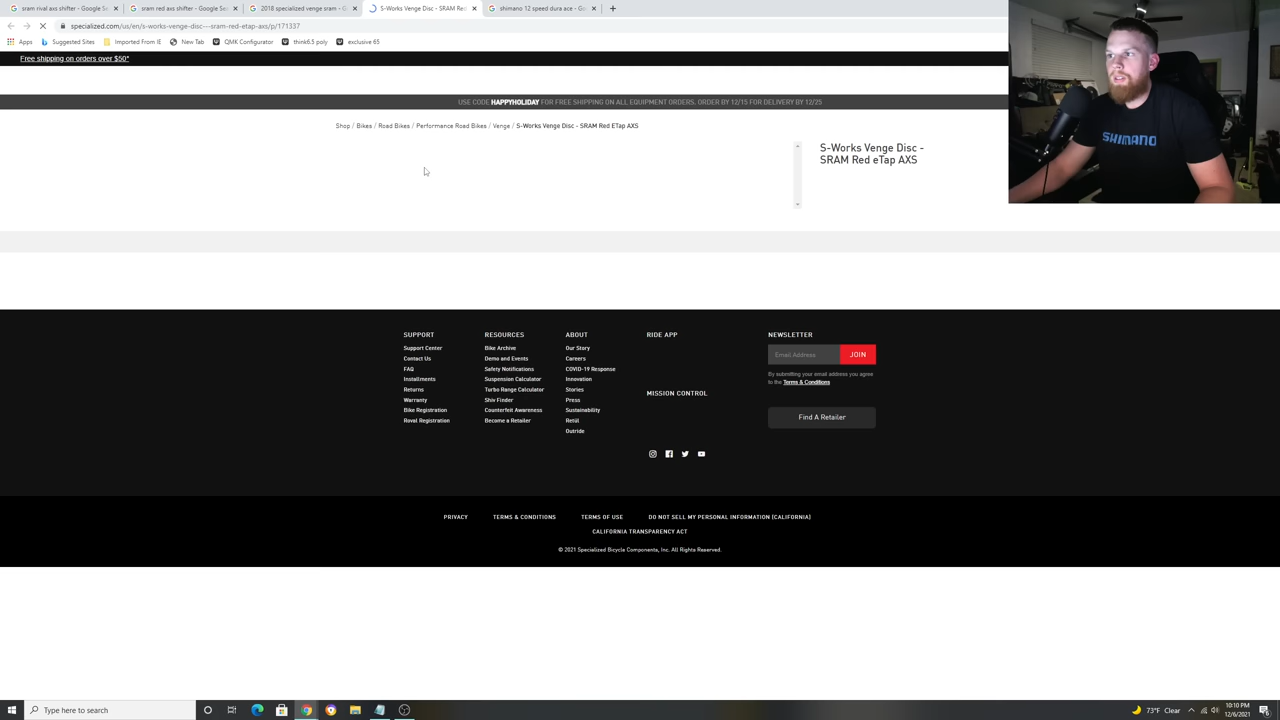 sram rival axs shifter - Google Se
sram red axs shifter - Google Sea
2018 specialized venge sram - G
S-Works Venge Disc - SRAM Red
shimano 12 speed dura ace - Go
specialized.com/us/en/s-works-venge-disc---sram-red-etap-axs/p/171337
Apps
Suggested Sites
Imported From IE
New Tab
QMK Configurator
think6.5 poly
exclusive 65
Free shipping on orders over $50*
USE CODE HAPPYHOLIDAY FOR FREE SHIPPING ON ALL EQUIPMENT ORDERS. ORDER BY 12/15 FOR DELIVERY BY 12/25
Shop / Bikes / Road Bikes / Performance Road Bikes / Venge / S-Works Venge Disc - SRAM Red ETap AXS
S-Works Venge Disc -
SRAM Red eTap AXS
SHIMANO
SUPPORT
Support Center
Contact Us
FAQ
Installments
Returns
Warranty
Bike Registration
Roval Registration
RESOURCES
Bike Archive
Demo and Events
Safety Notifications
Suspension Calculator
Turbo Range Calculator
Shiv Finder
Counterfeit Awareness
Become a Retailer
ABOUT
Our Story
Careers
COVID-19 Response
Innovation
Stories
Press
Sustainability
Retül
Outride
RIDE APP
MISSION CONTROL
NEWSLETTER
Email Address
JOIN
By submitting your email address you agree
to the Terms & Conditions
Find A Retailer
PRIVACY
TERMS & CONDITIONS
TERMS OF USE
DO NOT SELL MY PERSONAL INFORMATION (CALIFORNIA)
CALIFORNIA TRANSPARENCY ACT
© 2021 Specialized Bicycle Components, Inc. All Rights Reserved.
Type here to search
73°F Clear
10:10 PM
12/6/2021